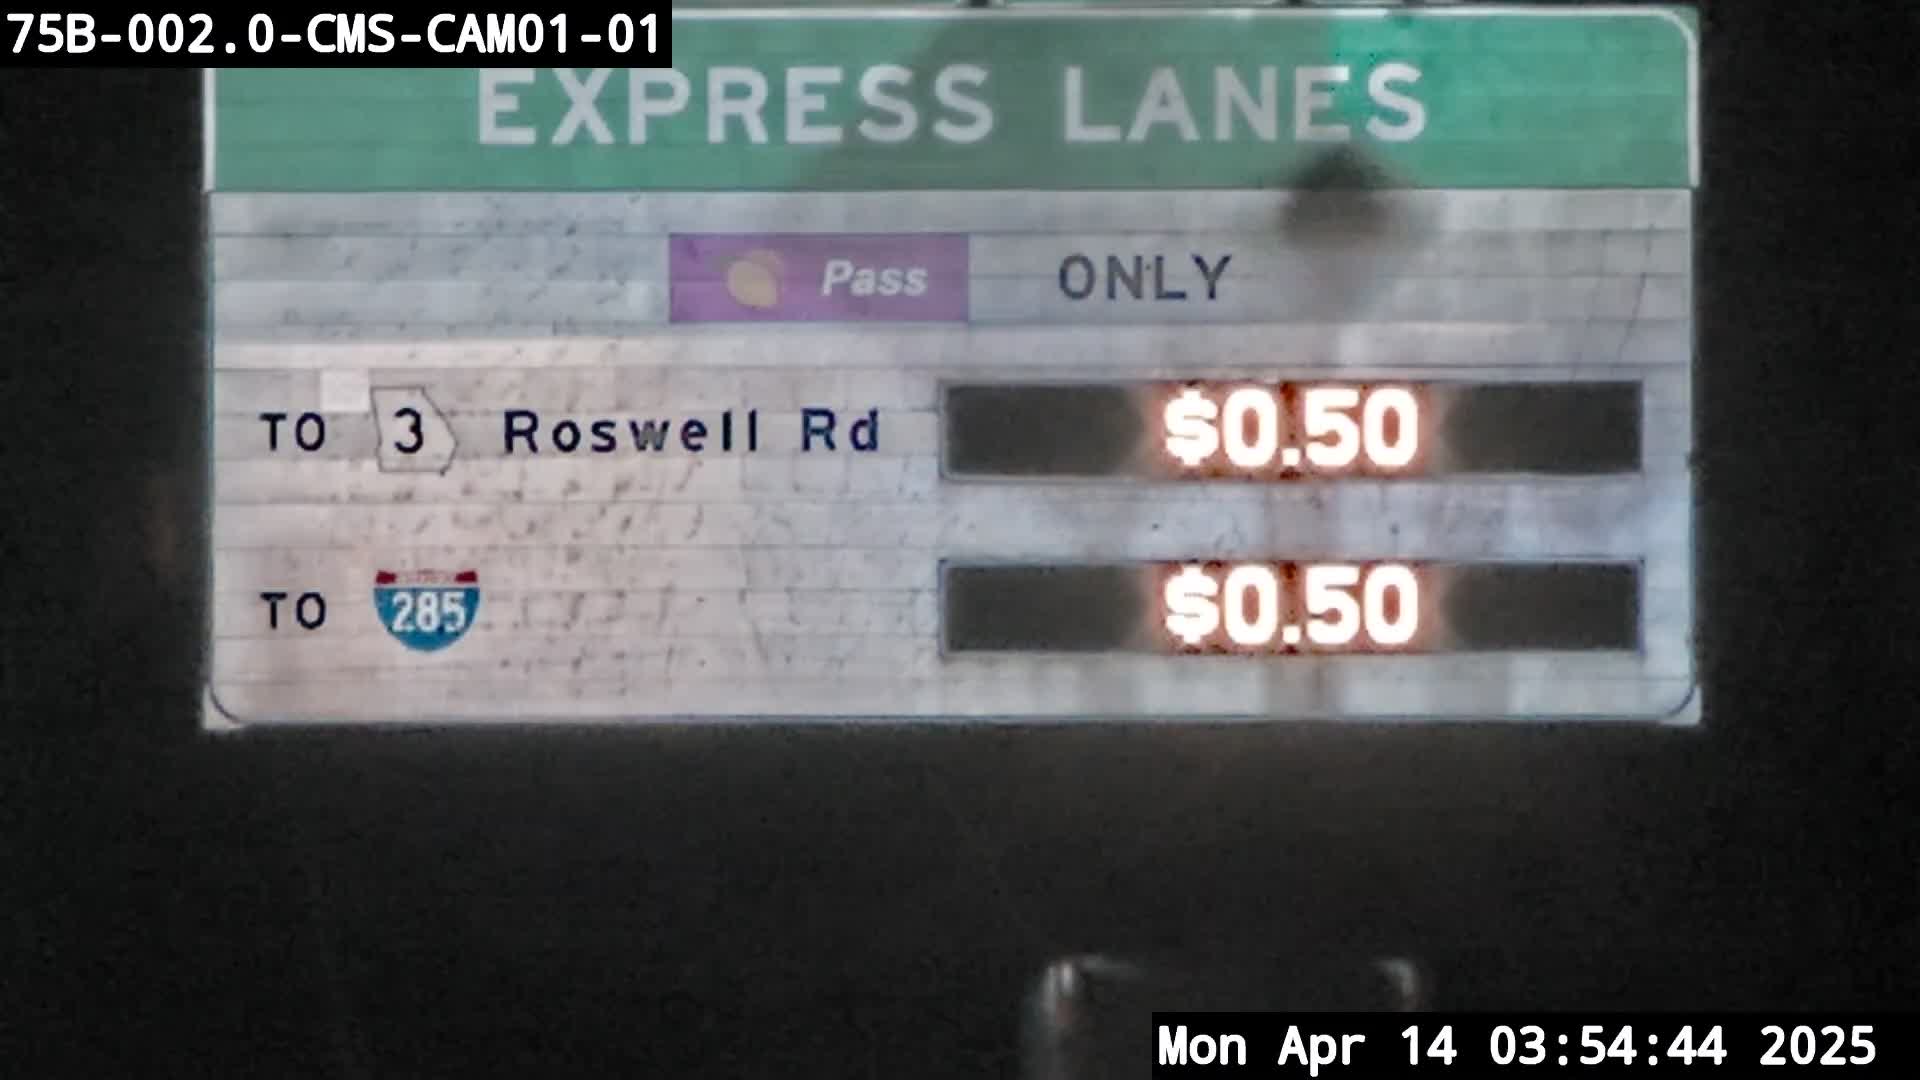 75B-002.0-CMS-CAM01-01
EXPRESS LANES
Pass ONLY
TO 3 Roswell Rd $0.50
TO 285 $0.50
Mon Apr 14 03:54:44 2025